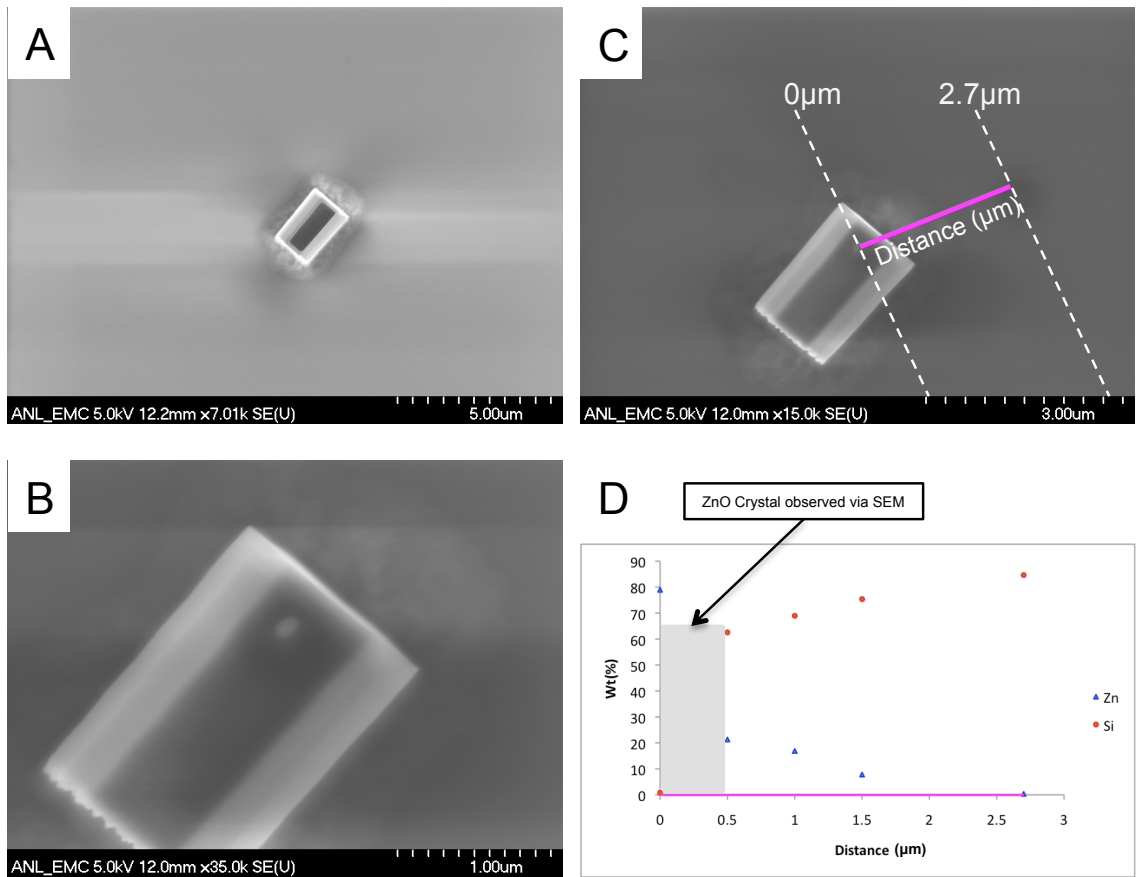 A
ANL_EMC 5.0kV 12.2mm x7.01k SE(U)
5.00um
B
ANL_EMC 5.0kV 12.0mm x35.0k SE(U)
1.00um
C
0µm
2.7µm
Distance (µm)
ANL_EMC 5.0kV 12.0mm x15.0k SE(U)
3.00um
D
ZnO Crystal observed via SEM
90
80
70
60
50
40
30
20
10
0
Wt(%)
0
0.5
1
1.5
2
2.5
3
Distance (µm)
Zn
Si